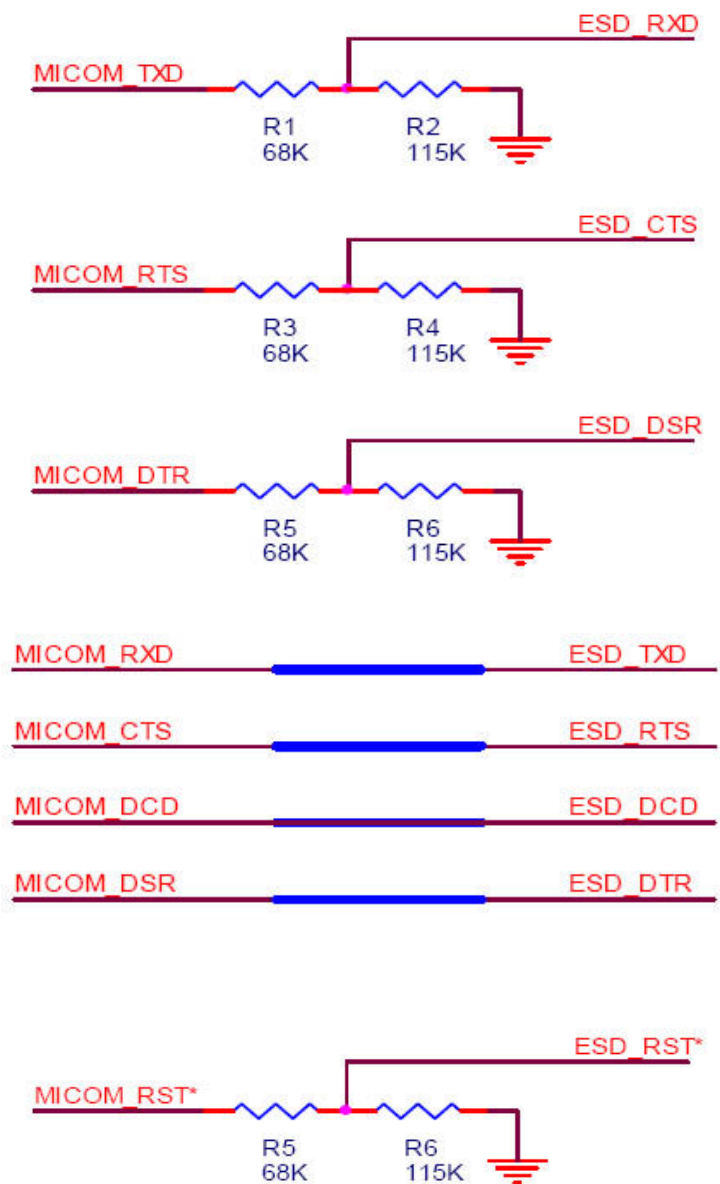 ESD_RXD
MICOM_TXD
R1 R2
68K 115K
ESD_CTS
MICOM_RTS
R3 R4
68K 115K
ESD_DSR
MICOM_DTR
R5 R6
68K 115K
MICOM_RXD ESD_TXD
MICOM_CTS ESD_RTS
MICOM_DCD ESD_DCD
MICOM_DSR ESD_DTR
ESD_RST*
MICOM_RST*
R5 R6
68K 115K